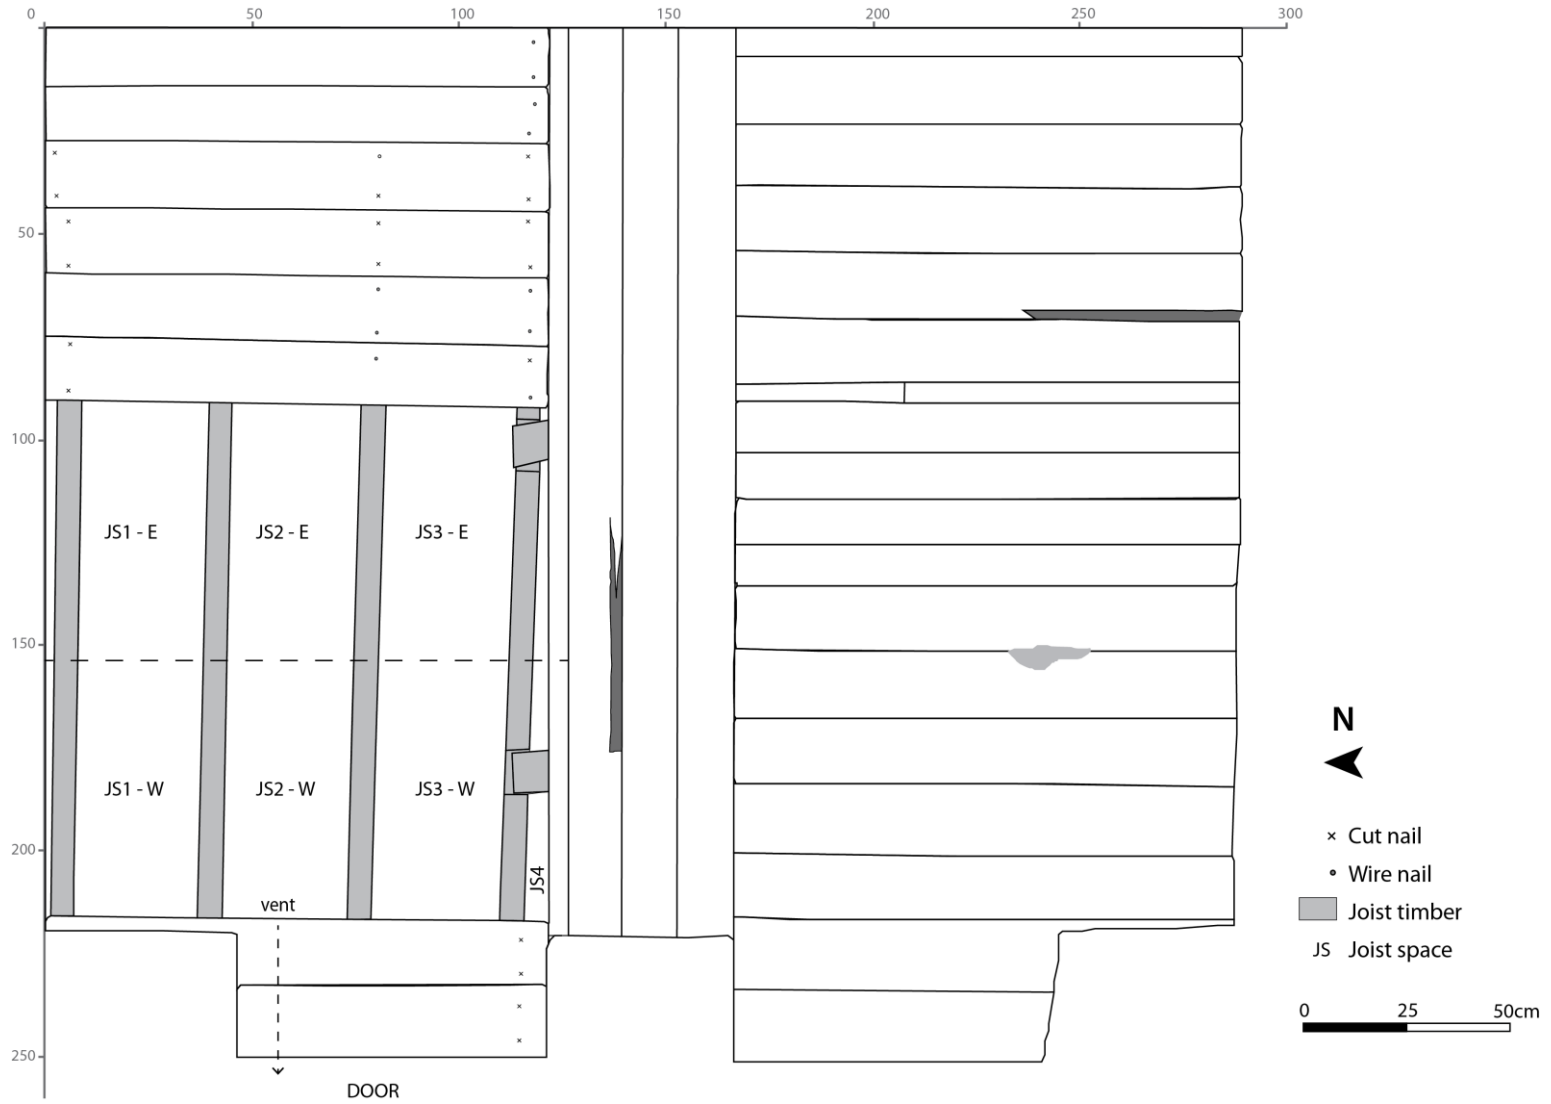 0 50 100 150 200 250 300
50
100
JS1 - E JS2 - E JS3 - E
150
N
JS1 - W JS2 - W JS3 - W
Cut nail
200
JS4
Wire nail
vent
Joist timber
JS Joist space
0 25 50cm
250
DOOR